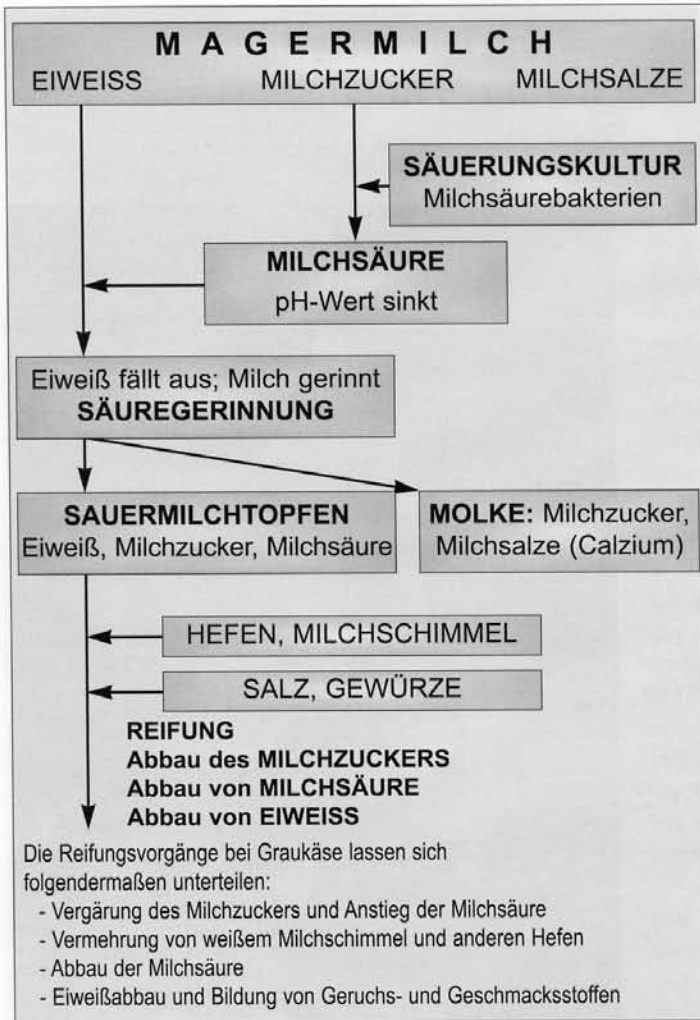 MAGERMILCH
EIWEISS MILCHZUCKER MILCHSALZE
SÄUERUNGSKULTUR
Milchsäurebakterien
MILCHSÄURE
pH-Wert sinkt
Eiweiß fällt aus; Milch gerinnt
SÄUREGERINNUNG
SAUERMILCHTOPFEN
Eiweiß, Milchzucker, Milchsäure
MOLKE: Milchzucker,
Milchsalze (Calzium)
HEFEN, MILCHSCHIMMEL
SALZ, GEWÜRZE
REIFUNG
Abbau des MILCHZUCKERS
Abbau von MILCHSÄURE
Abbau von EIWEISS
Die Reifungsvorgänge bei Graukäse lassen sich
folgendermaßen unterteilen:
- Vergärung des Milchzuckers und Anstieg der Milchsäure
- Vermehrung von weißem Milchschimmel und anderen Hefen
- Abbau der Milchsäure
- Eiweißabbau und Bildung von Geruchs- und Geschmacksstoffen